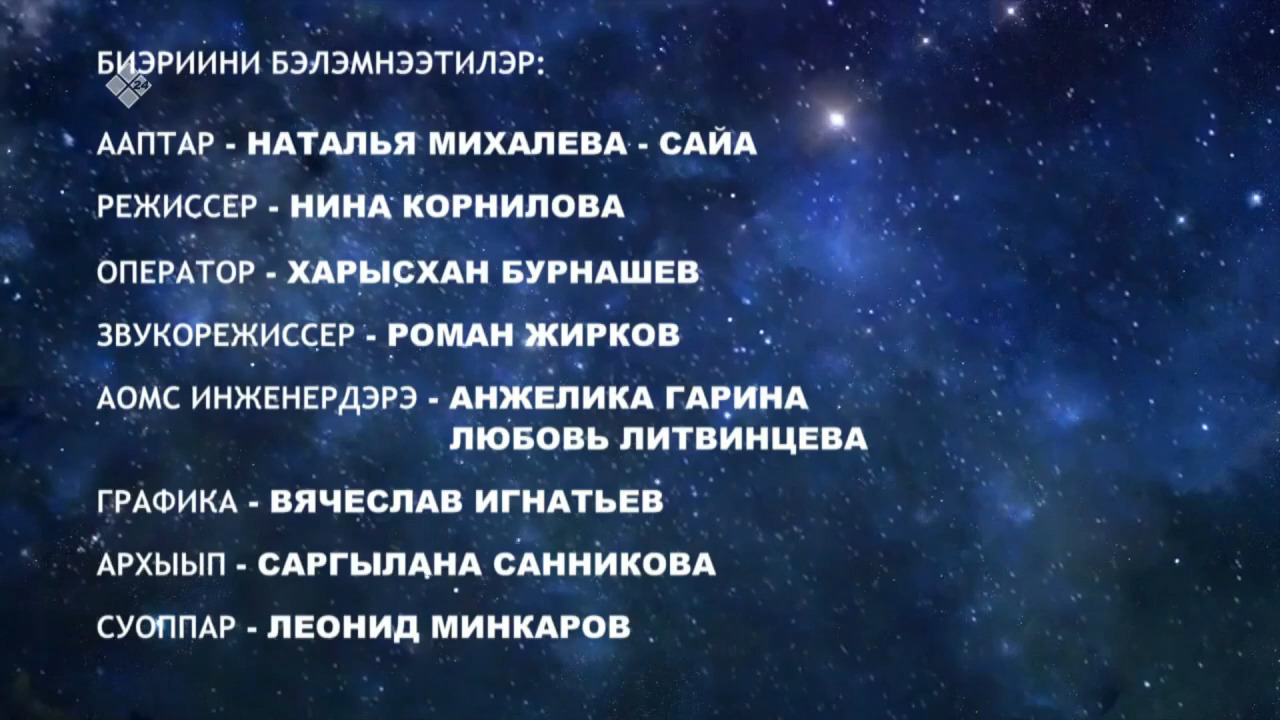 БИЭРИИНИ БЭЛЭМНЭЭТИЛЭР:
Х24
ААПТАР - НАТАЛЬЯ МИХАЛЕВА - САЙА
РЕЖИССЕР - НИНА КОРНИЛОВА
ОПЕРАТОР - ХАРЫСХАН БУРНАШЕВ
ЗВУКОРЕЖИССЕР - РОМАН ЖИРКОВ
АОМС ИНЖЕНЕРДЭРЭ - АНЖЕЛИКА ГАРИНА
ЛЮБОВЬ ЛИТВИНЦЕВА
ГРАФИКА - ВЯЧЕСЛАВ ИГНАТЬЕВ
АРХЫЫП - САРГЫЛАНА САННИКОВА
СУОППАР - ЛЕОНИД МИНКАРОВ